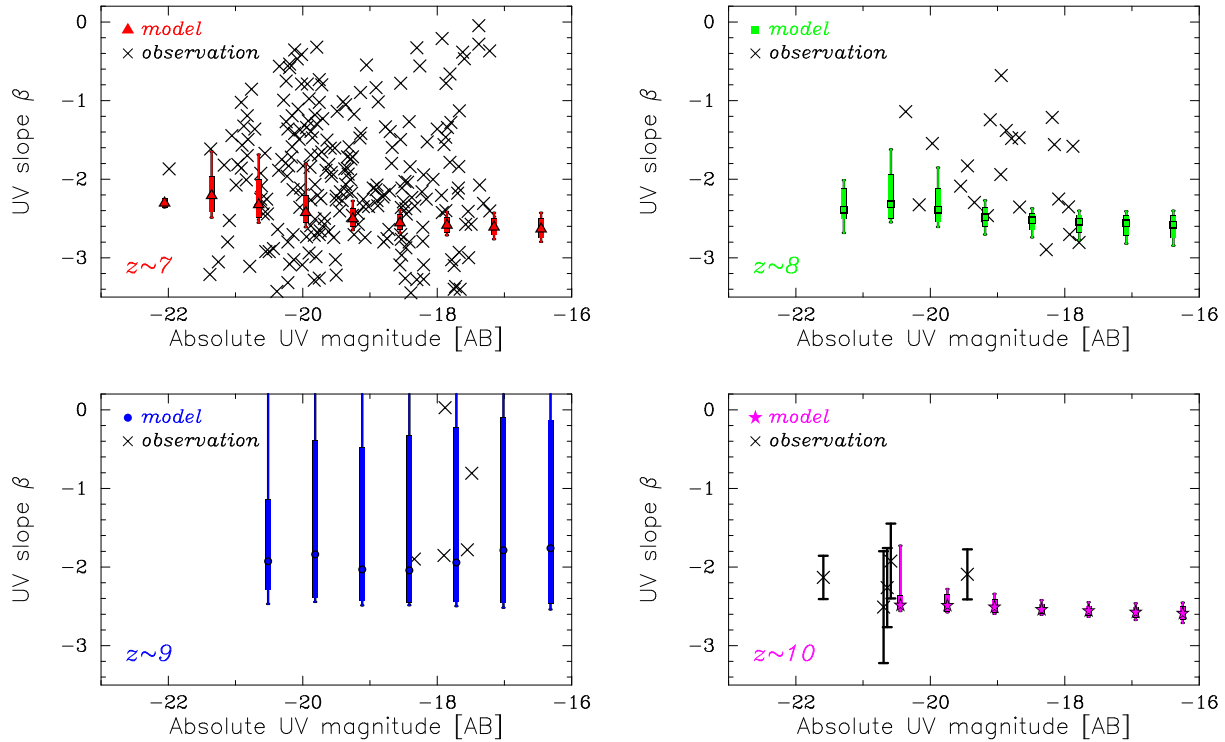 0
−1
−2
−3
UV slope β
model
observation
z~7
−22
−20
−18
−16
Absolute UV magnitude [AB]
0
−1
−2
−3
UV slope β
model
observation
z~8
−22
−20
−18
−16
Absolute UV magnitude [AB]
0
−1
−2
−3
UV slope β
model
observation
z~9
−22
−20
−18
−16
Absolute UV magnitude [AB]
0
−1
−2
−3
UV slope β
model
observation
z~10
−22
−20
−18
−16
Absolute UV magnitude [AB]